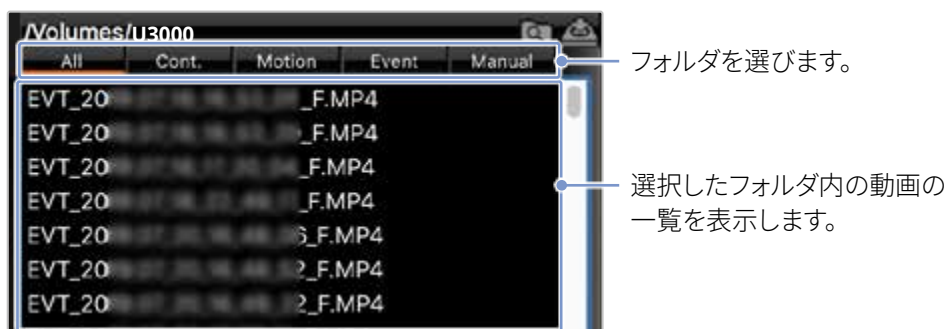 /Volumes/U3000
All Cont. Motion Event Manual
フォルダを選びます。
EVT_20 _F.MP4
EVT_20 _F.MP4
EVT_20 _F.MP4
選択したフォルダ内の動画の
一覧を表示します。
EVT_20 _F.MP4
EVT_20 6_F.MP4
EVT_20 2_F.MP4
EVT_20 2_F.MP4